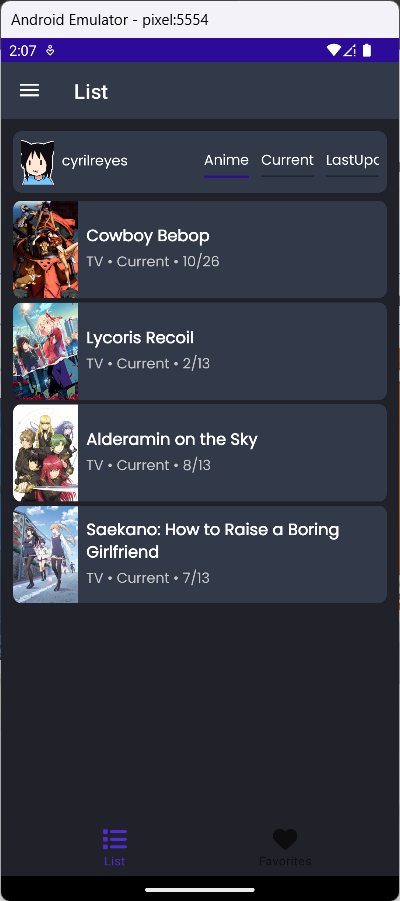 Android Emulator - pixel:5554
2:07
List
cyrilreyes
Anime
Current
LastUpd
Cowboy Bebop
TV • Current • 10/26
Lycoris Recoil
TV • Current • 2/13
Alderamin on the Sky
TV • Current • 8/13
Saekano: How to Raise a Boring
Girlfriend
TV • Current • 7/13
List
Favorites